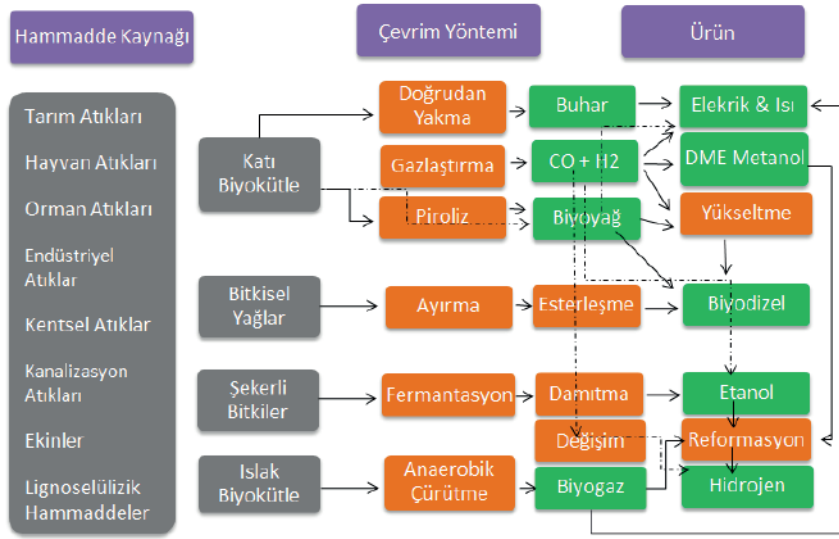 Hammadde Kaynağı
Çevrim Yöntemi
Ürün
Tarım Atıkları
Hayvan Atıkları
Orman Atıkları
Endüstriyel
Atıklar
Kentsel Atıklar
Kanalizasyon
Atıkları
Ekinler
Lignoselülizik
Hammaddeler
Katı
Biyokütle
Bitkisel
Yağlar
Şekerli
Bitkiler
Islak
Biyokütle
Doğrudan
Yakma
Buhar
Elekrik & Isı
Gazlaştırma
CO + H2
DME Metanol
Piroliz
Biyoyağ
Yükseltme
Ayırma
Esterleşme
Biyodizel
Fermantasyon
Damıtma
Etanol
Değişim
Reformasyon
Anaerobik
Çürütme
Biyogaz
Hidrojen